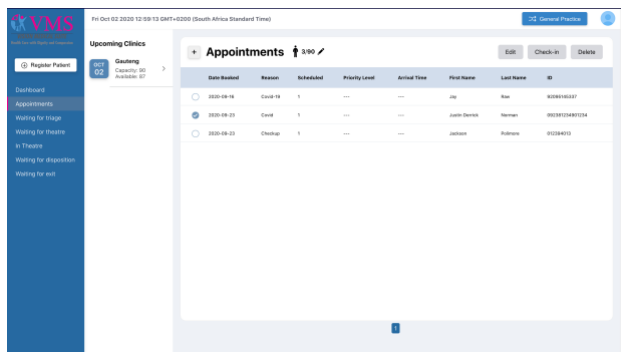 VMS
Fri Oct 02 2020 12:59:13 GMT+0200 (South Africa Standard Time)
General Practice
Register Patient
Dashboard
Appointments
Waiting for triage
Waiting for theatre
In Theatre
Waiting for disposition
Waiting for exit
Upcoming Clinics
OCT
02
Gauteng
Capacity: 90
Available: 87
+ Appointments 3/90
Edit Check-in Delete
Date Booked Reason Scheduled Priority Level Arrival Time First Name Last Name ID
2020-09-16 Covid-19 1 --- --- Jay
2020-09-23 Covid 1 --- --- Justin Derrick Norman
2020-09-23 Checkup 1 --- --- Jackson 912384012
1